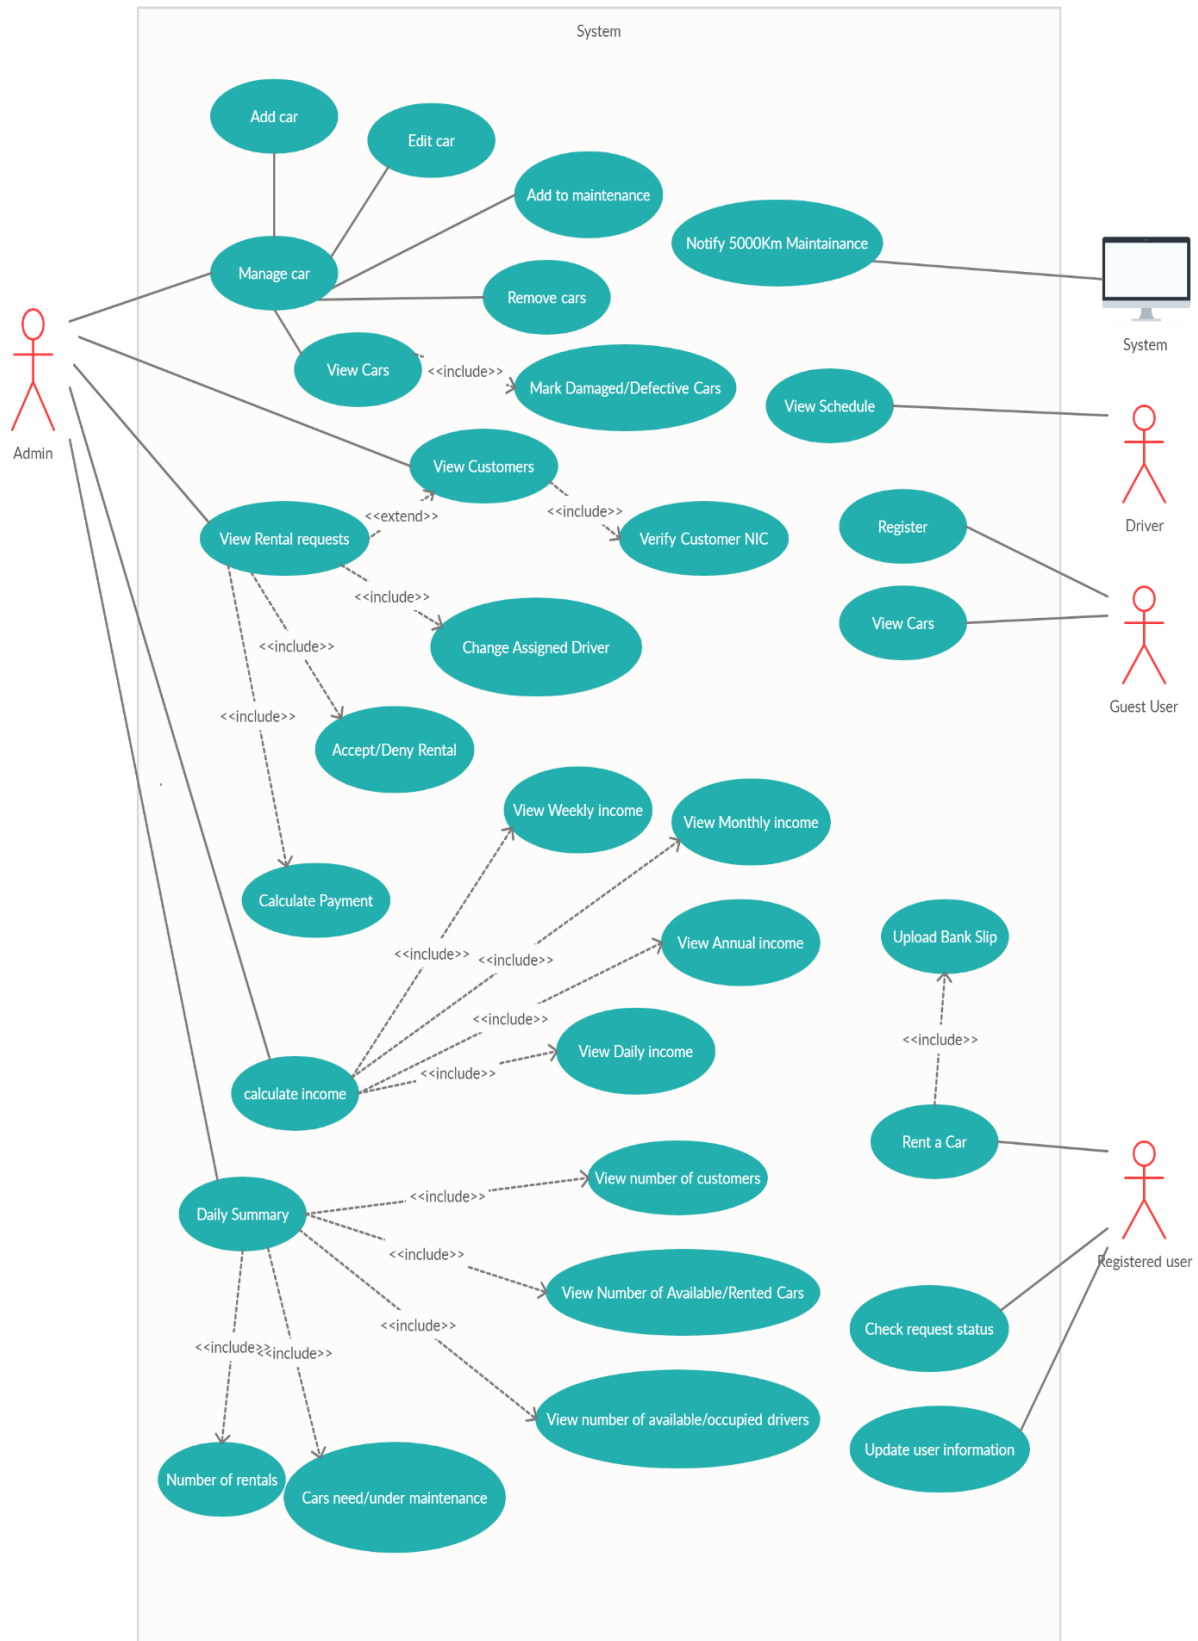 System
Add car
Edit car
Add to maintenance
Notify 5000Km Maintainance
Manage car
Remove cars
System
View Cars
<<include>>
Mark Damaged/Defective Cars
View Schedule
Admin
View Customers
Driver
<<extend>>
<<include>>
Register
View Rental requests
Verify Customer NIC
<<include>>
View Cars
<<include>>
Change Assigned Driver
Guest User
<<include>>
Accept/Deny Rental
View Weekly income
View Monthly income
Calculate Payment
Upload Bank Slip
View Annual income
<<include>>
<<include>>
<<include>>
<<include>>
View Daily income
<<include>>
calculate income
Rent a Car
View number of customers
<<include>>
Daily Summary
<<include>>
Registered user
View Number of Available/Rented Cars
<<include>>
Check request status
<<include>>
<<include>>
View number of available/occupied drivers
Update user information
Number of rentals
Cars need/under maintenance